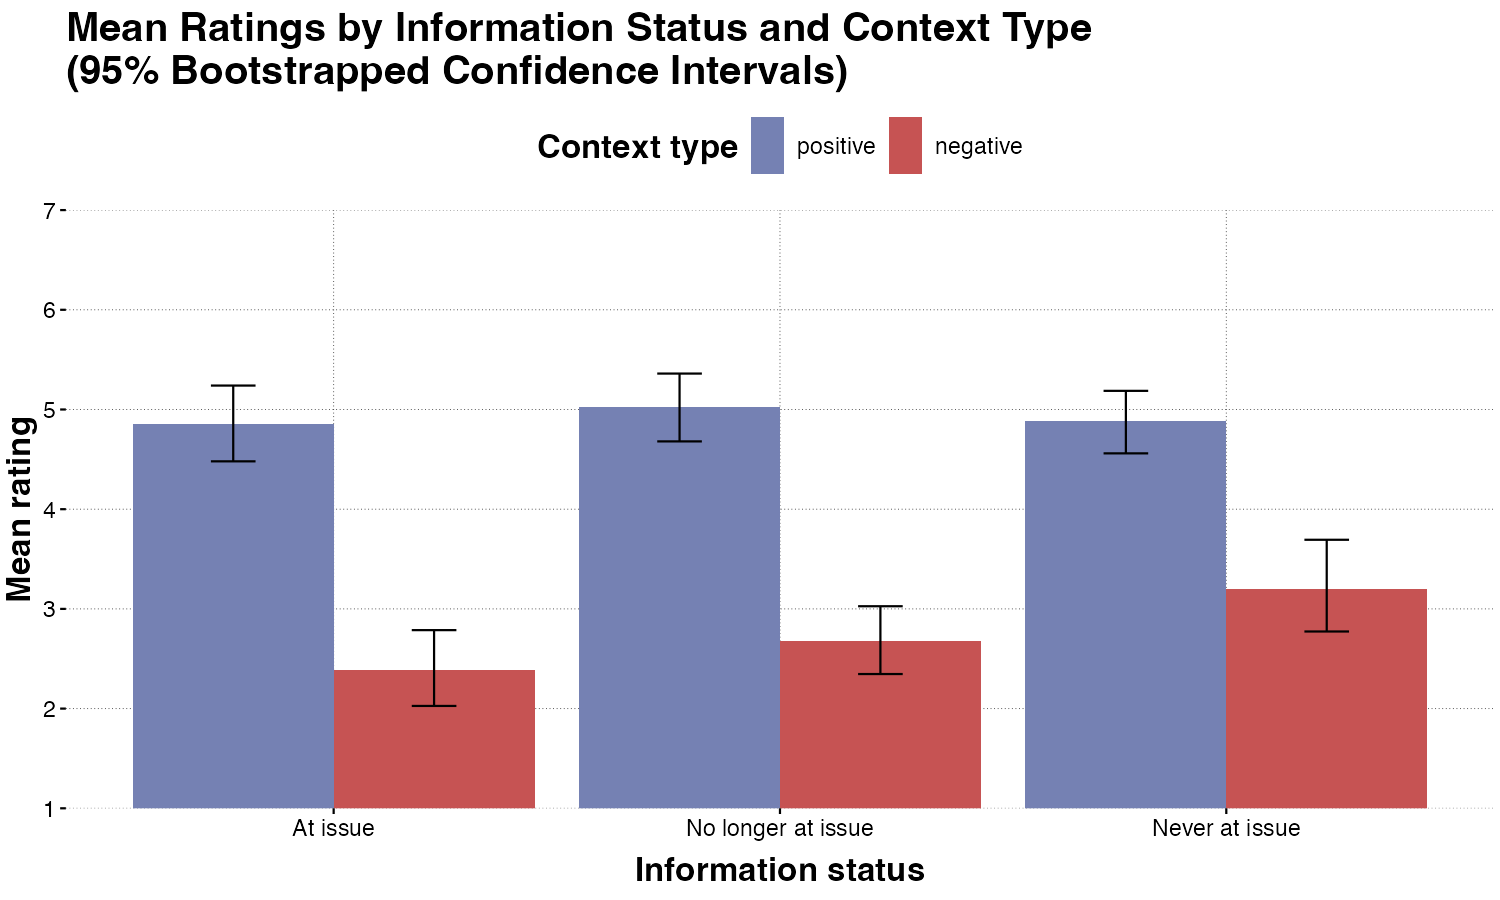 Mean Ratings by Information Status and Context Type
(95% Bootstrapped Confidence Intervals)
Context type positive negative
7
6
5
4
3
2
1
Mean rating
At issue No longer at issue Never at issue
Information status